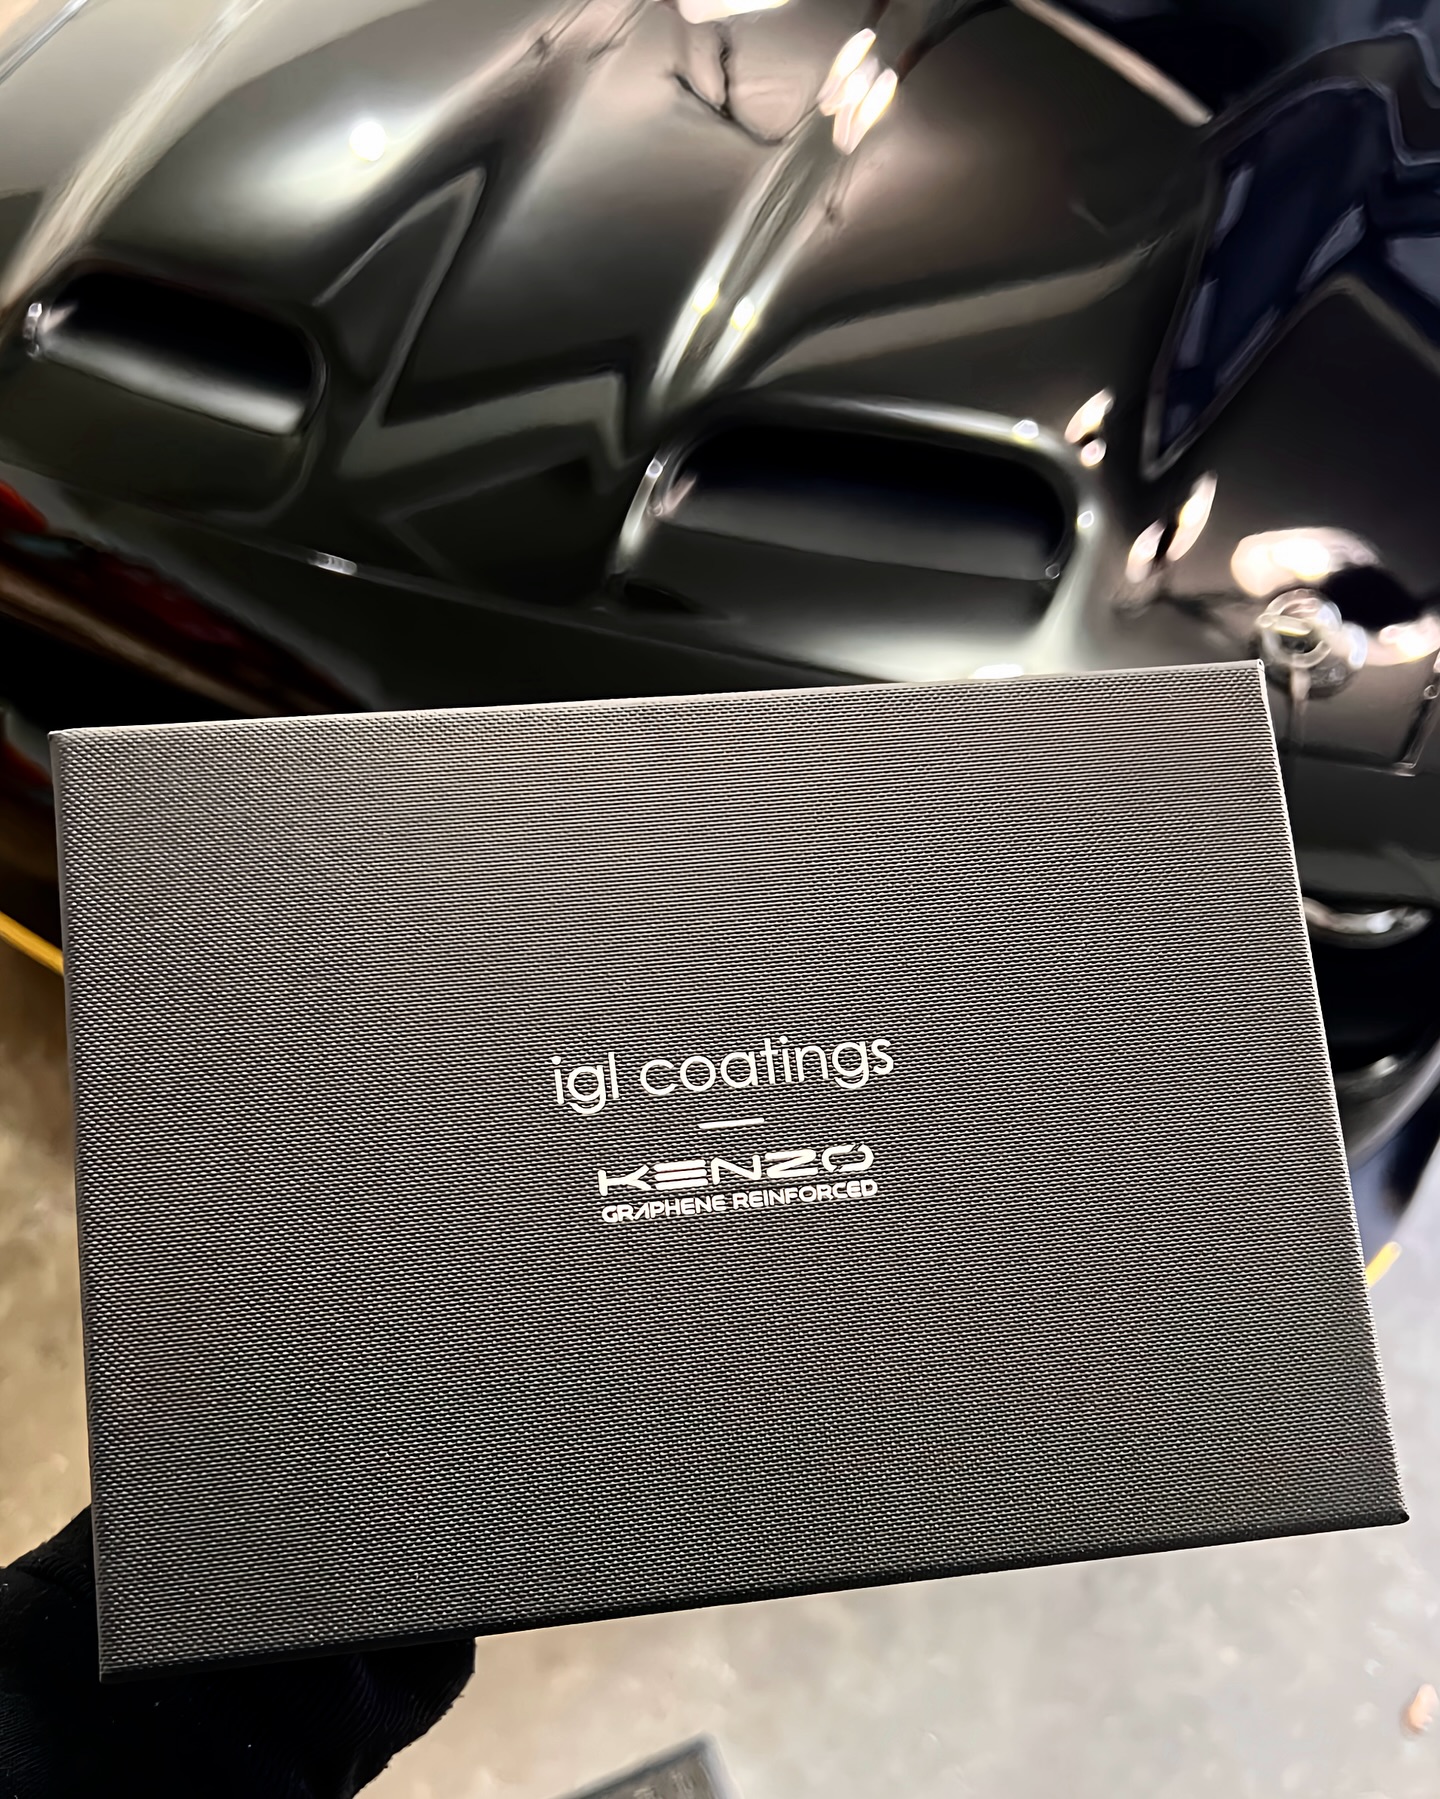 igl coatings
KENZO
GRAPHENE REINFORCED